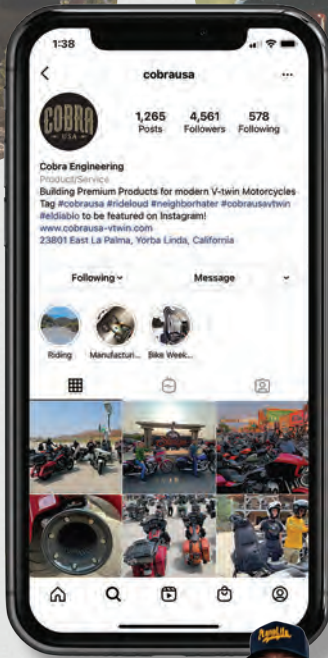 1:38
cobrausa
COBRA
USA
1,265 4,561 578
Posts Followers Following
Cobra Engineering
Product/Service
Building Premium Products for modern V-twin Motorcycles
Tag #cobrausa #rideloud #neighborhater #cobrausavtwin
#eldiablo to be featured on Instagram!
www.cobrausa-vtwin.com
23801 East La Palma, Yorba Linda, California
Following Message
Riding Manufacturin... Bike Week...